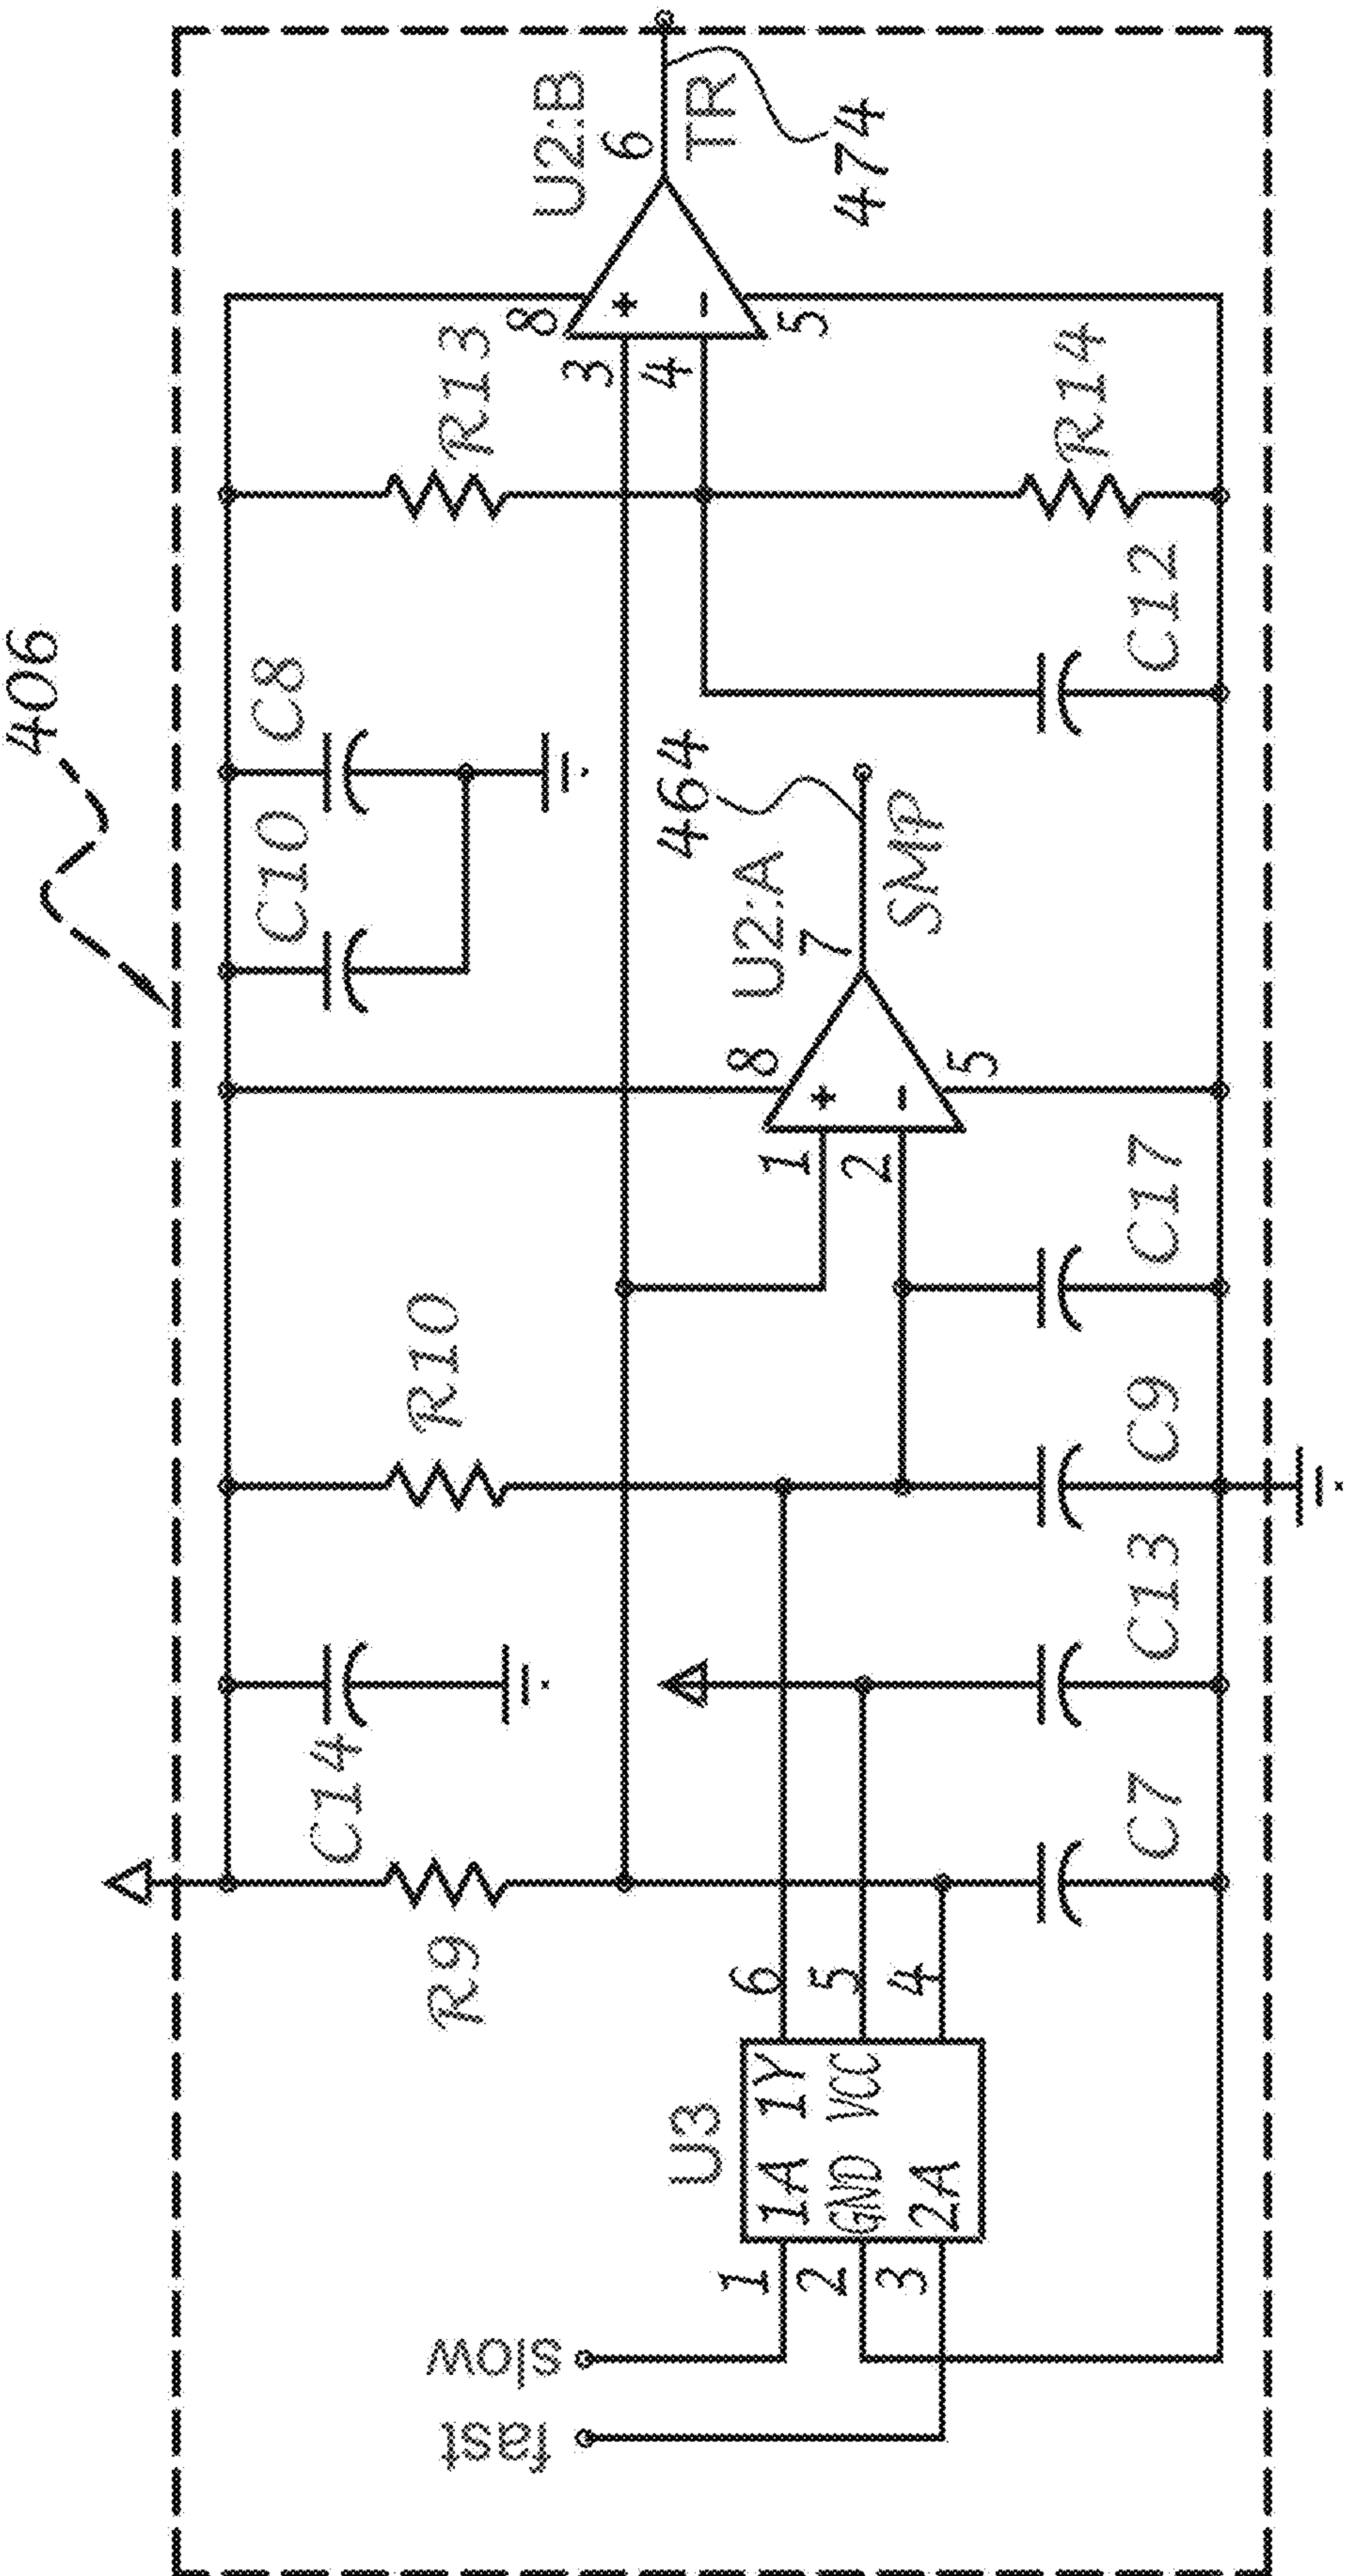 406
U2:B
6
TR
474
8
3
4
5
R13
R14
C8
C10
C12
464
U2:A
7
SMP
8
1
2
5
R10
C17
C9
C14
C13
R9
C7
U3
6
5
4
1A 1Y
GND VCC
2A
1
2
3
slow
fast